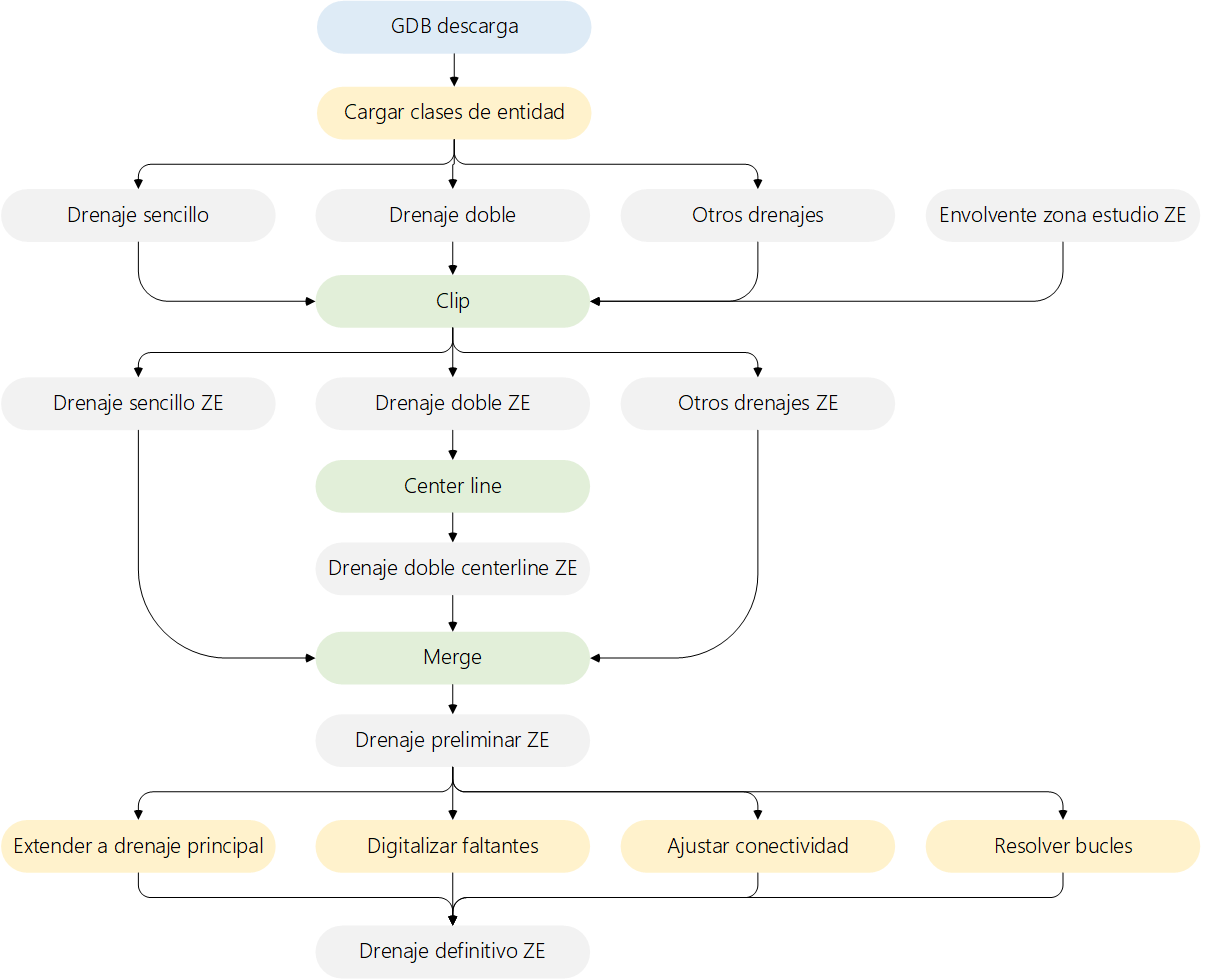 GDB descarga
Cargar clases de entidad
Drenaje sencillo
Drenaje doble
Otros drenajes
Envolvente zona estudio ZE
Clip
Drenaje sencillo ZE
Drenaje doble ZE
Otros drenajes ZE
Center line
Drenaje doble centerline ZE
Merge
Drenaje preliminar ZE
Extender a drenaje principal
Digitalizar faltantes
Ajustar conectividad
Resolver bucles
Drenaje definitivo ZE